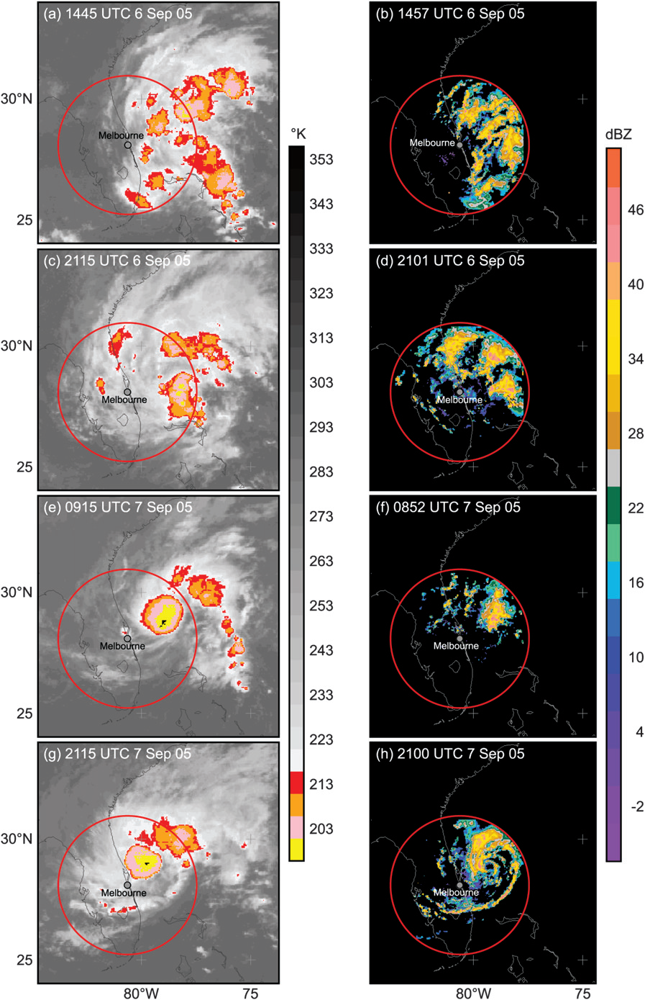 (a) 1445 UTC 6 Sep 05
(b) 1457 UTC 6 Sep 05
30°N
Melbourne
Melbourne
25
°K
dBZ
353
343
333
323
313
303
293
283
273
263
253
243
233
223
213
203
46
40
34
28
22
16
10
4
-2
(c) 2115 UTC 6 Sep 05
(d) 2101 UTC 6 Sep 05
30°N
Melbourne
Melbourne
25
(e) 0915 UTC 7 Sep 05
(f) 0852 UTC 7 Sep 05
30°N
Melbourne
Melbourne
25
(g) 2115 UTC 7 Sep 05
(h) 2100 UTC 7 Sep 05
30°N
Melbourne
Melbourne
25
80°W
75
80°W
75